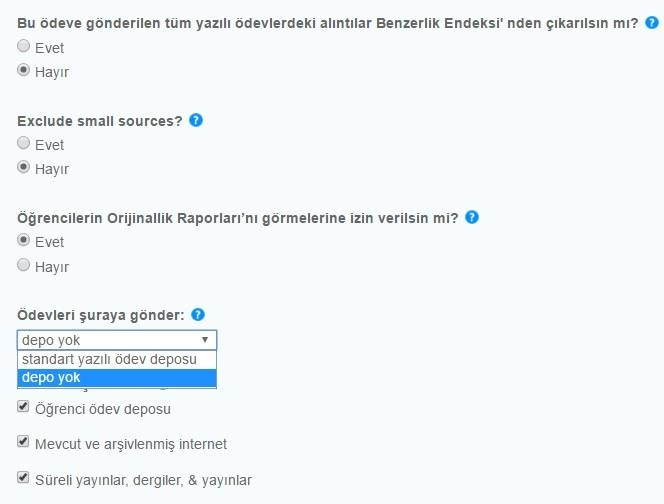 Bu ödeve gönderilen tüm yazılı ödevlerdeki alıntılar Benzerlik Endeksi' nden çıkarılsın mı? ?
Evet
Hayır
Exclude small sources? ?
Evet
Hayır
Öğrencilerin Orijinallik Raporları'nı görmelerine izin verilsin mi? ?
Evet
Hayır
Ödevleri şuraya gönder: ?
depo yok
standart yazılı ödev deposu
depo yok
Öğrenci ödev deposu
Mevcut ve arşivlenmiş internet
Süreli yayınlar, dergiler, & yayınlar